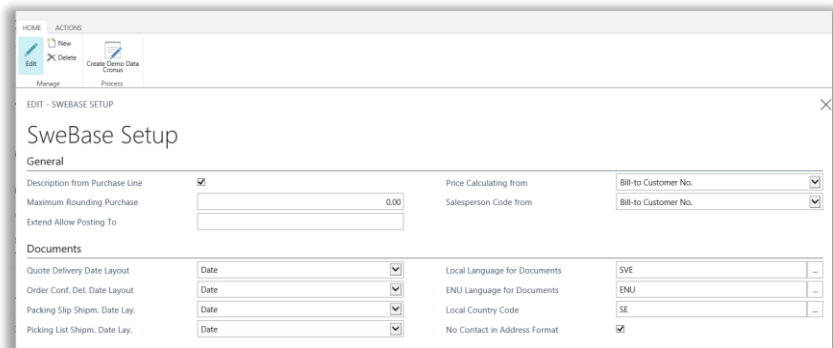 HOME ACTIONS
New
Delete
Edit
Create Demo Data
Cronus
Manage Process
EDIT - SWEBASE SETUP
SweBase Setup
General
Description from Purchase Line Price Calculating from Bill-to Customer No.
Maximum Rounding Purchase 0.00 Salesperson Code from Bill-to Customer No.
Extend Allow Posting To
Documents
Quote Delivery Date Layout Date Local Language for Documents SVE ...
Order Conf. Del. Date Layout Date ENU Language for Documents ENU ...
Packing Slip Shipm. Date Lay. Date Local Country Code SE ...
Picking List Shipm. Date Lay. Date No Contact in Address Format